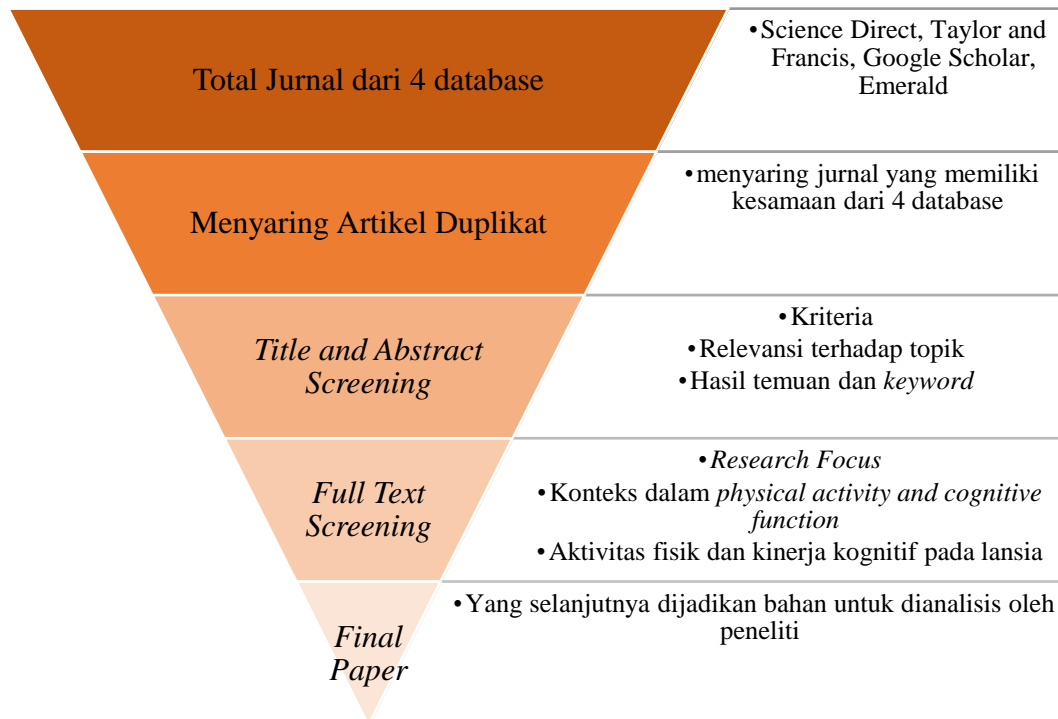 Total Jurnal dari 4 database
•Science Direct, Taylor and
Francis, Google Scholar,
Emerald
Menyaring Artikel Duplikat
•menyaring jurnal yang memiliki
kesamaan dari 4 database
Title and Abstract
Screening
•Kriteria
•Relevansi terhadap topik
•Hasil temuan dan keyword
Full Text
Screening
•Research Focus
•Konteks dalam physical activity and cognitive
function
•Aktivitas fisik dan kinerja kognitif pada lansia
Final
Paper
•Yang selanjutnya dijadikan bahan untuk dianalisis oleh
peneliti